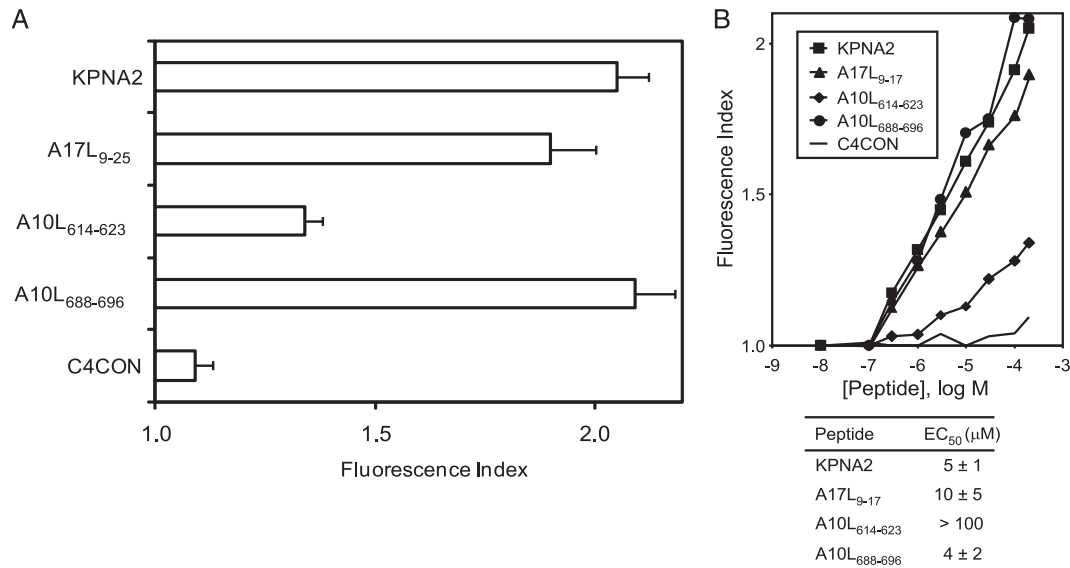 A
KPNA2
A17L9-25
A10L614-623
A10L688-696
C4CON
1.0 1.5 2.0
Fluorescence Index
B
Fluorescence Index
2
1.5
1.0
KPNA2
A17L9-17
A10L614-623
A10L688-696
C4CON
-9 -8 -7 -6 -5 -4 -3
[Peptide], log M
Peptide EC50 (μM)
KPNA2 5 ± 1
A17L9-17 10 ± 5
A10L614-623 > 100
A10L688-696 4 ± 2